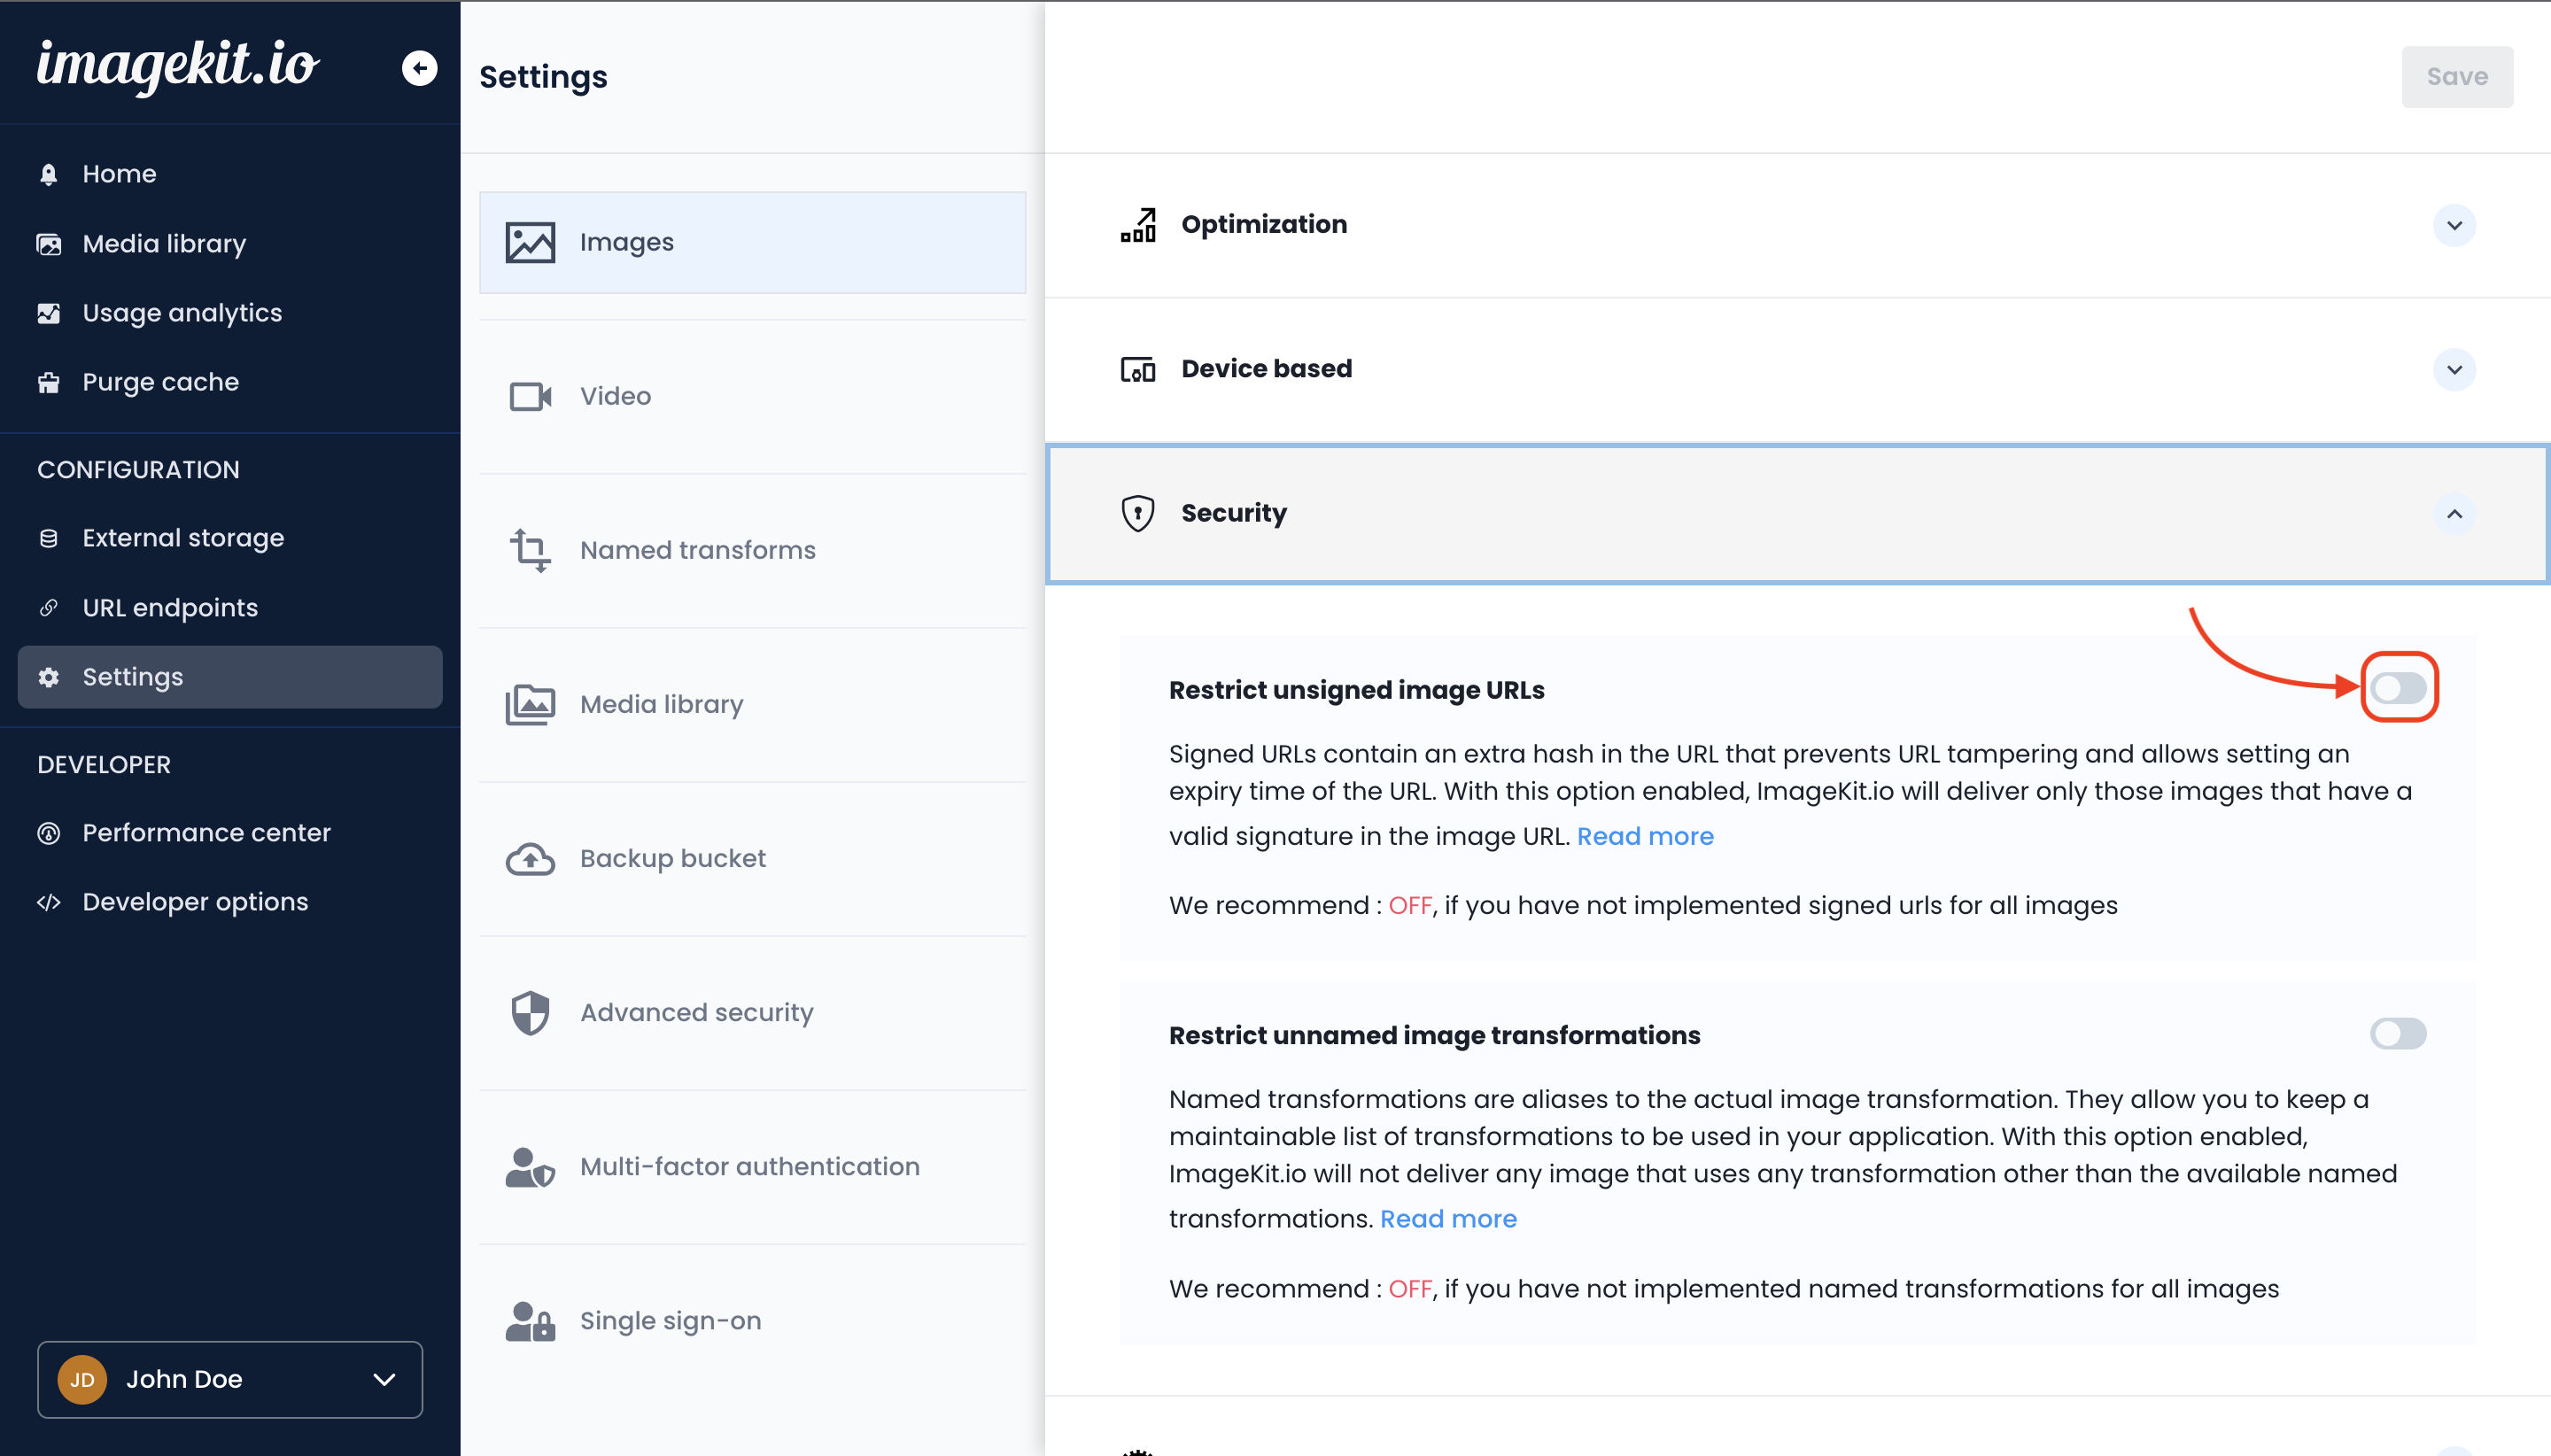 imagekit.io
Home
Media library
Usage analytics
Purge cache
CONFIGURATION
External storage
URL endpoints
Settings
DEVELOPER
Performance center
Developer options
JD John Doe
Settings
Images
Video
Named transforms
Media library
Backup bucket
Advanced security
Multi-factor authentication
Single sign-on
Save
Optimization
Device based
Security
Restrict unsigned image URLs
Signed URLs contain an extra hash in the URL that prevents URL tampering and allows setting an
expiry time of the URL. With this option enabled, ImageKit.io will deliver only those images that have a
valid signature in the image URL. Read more
We recommend : OFF, if you have not implemented signed urls for all images
Restrict unnamed image transformations
Named transformations are aliases to the actual image transformation. They allow you to keep a
maintainable list of transformations to be used in your application. With this option enabled,
ImageKit.io will not deliver any image that uses any transformation other than the available named
transformations. Read more
We recommend : OFF, if you have not implemented named transformations for all images